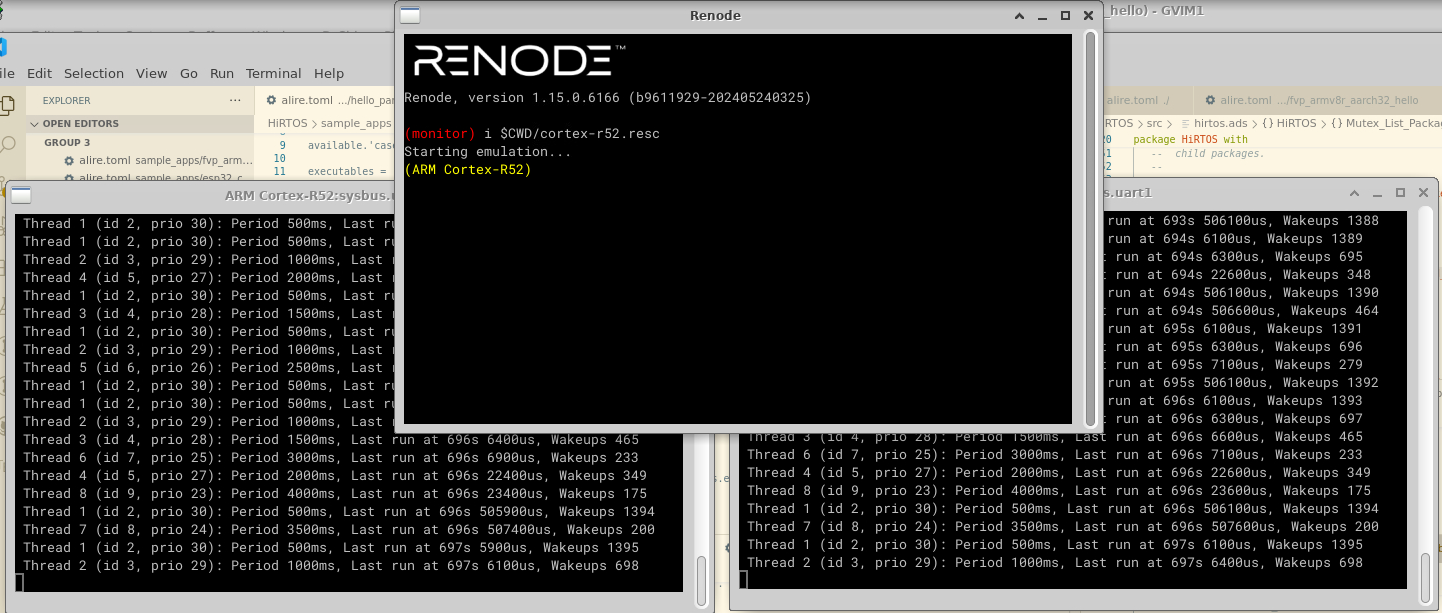 _hello) - GVIM1
Renode
ile Edit Selection View Go Run Terminal Help
EXPLORER ...
OPEN EDITORS
GROUP 3
alire.toml sample_apps/fvp_arm...
alire.toml sample_apps/esp32_c
alire.toml .../hello_par
HiRTOS > sample_apps
9 available.'case
10
11 executables =
alire.toml ./
alire.toml .../fvp_armv8r_aarch32_hello
RTOS > src > hirtos.ads > {} HiRTOS > {} Mutex_List_Packa
20 package HiRTOS with
-- child packages.
--
RENODE™
Renode, version 1.15.0.6166 (b9611929-202405240325)
(monitor) i $CWD/cortex-r52.resc
Starting emulation...
(ARM Cortex-R52)
ARM Cortex-R52:sysbus.u
Thread 1 (id 2, prio 30): Period 500ms, Last ru
Thread 1 (id 2, prio 30): Period 500ms, Last r
Thread 2 (id 3, prio 29): Period 1000ms, Last
Thread 4 (id 5, prio 27): Period 2000ms, Last
Thread 1 (id 2, prio 30): Period 500ms, Last r
Thread 3 (id 4, prio 28): Period 1500ms, Last
Thread 1 (id 2, prio 30): Period 500ms, Last r
Thread 2 (id 3, prio 29): Period 1000ms, Last
Thread 5 (id 6, prio 26): Period 2500ms, Last
Thread 1 (id 2, prio 30): Period 500ms, Last r
Thread 1 (id 2, prio 30): Period 500ms, Last r
Thread 2 (id 3, prio 29): Period 1000ms, Last
Thread 3 (id 4, prio 28): Period 1500ms, Last run at 696s 6400us, Wakeups 465
Thread 6 (id 7, prio 25): Period 3000ms, Last run at 696s 6900us, Wakeups 233
Thread 4 (id 5, prio 27): Period 2000ms, Last run at 696s 22400us, Wakeups 349
Thread 8 (id 9, prio 23): Period 4000ms, Last run at 696s 23400us, Wakeups 175
Thread 1 (id 2, prio 30): Period 500ms, Last run at 696s 505900us, Wakeups 1394
Thread 7 (id 8, prio 24): Period 3500ms, Last run at 696s 507400us, Wakeups 200
Thread 1 (id 2, prio 30): Period 500ms, Last run at 697s 5900us, Wakeups 1395
Thread 2 (id 3, prio 29): Period 1000ms, Last run at 697s 6100us, Wakeups 698
s.uart1
run at 693s 506100us, Wakeups 1388
run at 694s 6100us, Wakeups 1389
t run at 694s 6300us, Wakeups 695
t run at 694s 22600us, Wakeups 348
run at 694s 506100us, Wakeups 1390
t run at 694s 506600us, Wakeups 464
run at 695s 6100us, Wakeups 1391
t run at 695s 6300us, Wakeups 696
t run at 695s 7100us, Wakeups 279
run at 695s 506100us, Wakeups 1392
run at 696s 6100us, Wakeups 1393
t run at 696s 6300us, Wakeups 697
Thread 3 (id 4, prio 28): Period 1500ms, Last run at 696s 6600us, Wakeups 465
Thread 6 (id 7, prio 25): Period 3000ms, Last run at 696s 7100us, Wakeups 233
Thread 4 (id 5, prio 27): Period 2000ms, Last run at 696s 22600us, Wakeups 349
Thread 8 (id 9, prio 23): Period 4000ms, Last run at 696s 23600us, Wakeups 175
Thread 1 (id 2, prio 30): Period 500ms, Last run at 696s 506100us, Wakeups 1394
Thread 7 (id 8, prio 24): Period 3500ms, Last run at 696s 507600us, Wakeups 200
Thread 1 (id 2, prio 30): Period 500ms, Last run at 697s 6100us, Wakeups 1395
Thread 2 (id 3, prio 29): Period 1000ms, Last run at 697s 6400us, Wakeups 698